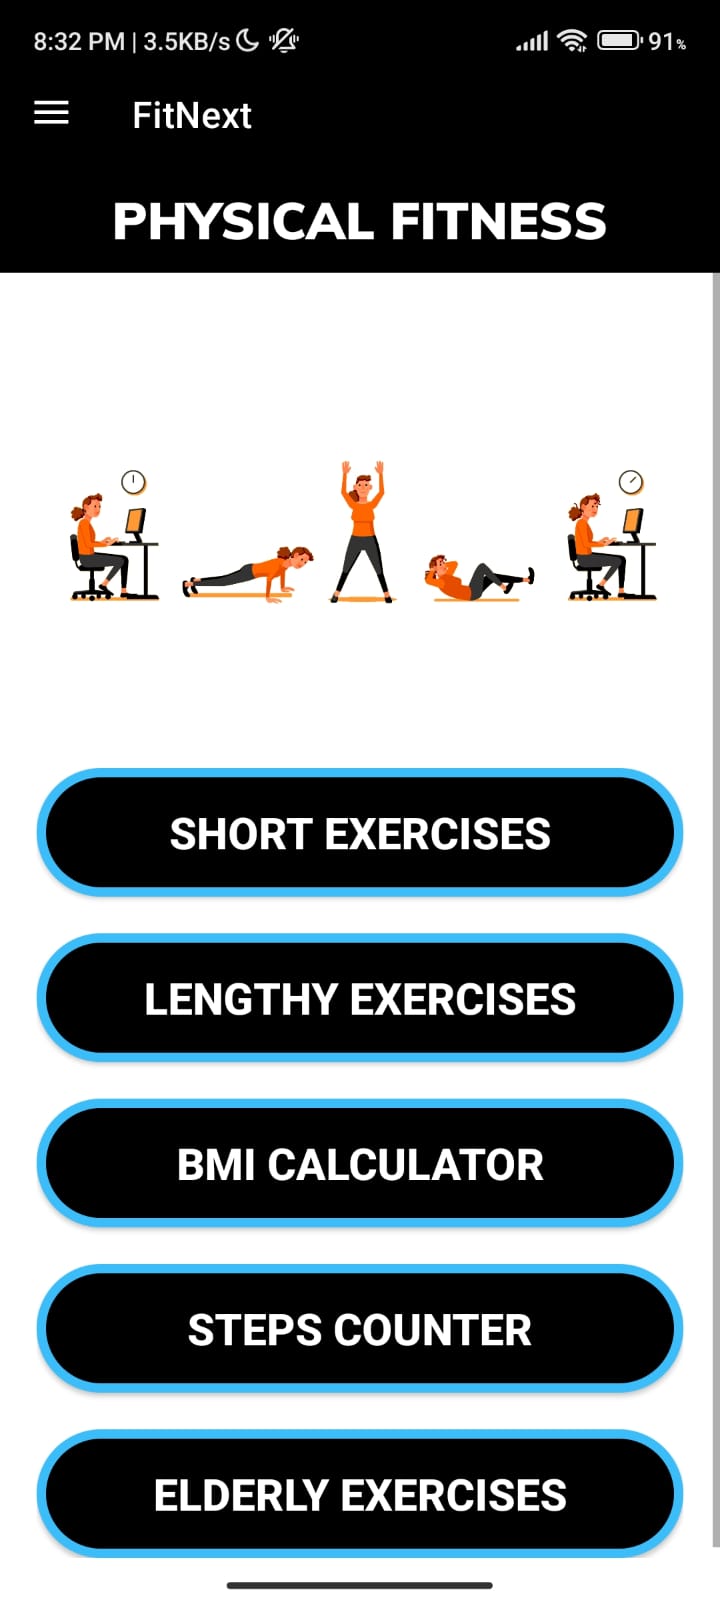 8:32 PM | 3.5KB/s 91%
FitNext
PHYSICAL FITNESS
SHORT EXERCISES
LENGTHY EXERCISES
BMI CALCULATOR
STEPS COUNTER
ELDERLY EXERCISES